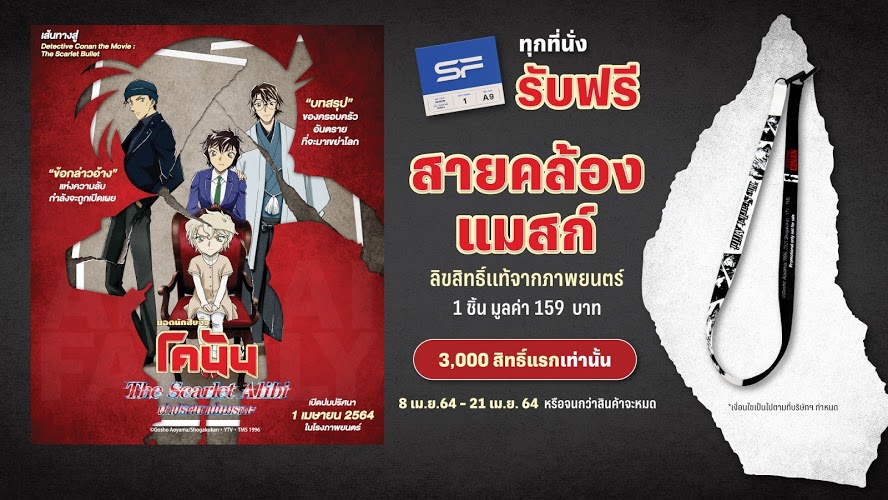 เส้นทางสู่
Detective Conan the Movie :
The Scarlet Bullet
"บทสรุป"
ของครอบครัว
อันตราย
ที่จะมาเขย่าโลก
"ข้อกล่าวอ้าง"
แห่งความลับ
กำลังจะถูกเปิดเผย
ยอดนักสืบจิ๋ว
โคนัน
The Scarlet Alibi
เปิดปมปริศนา
1 เมษายน 2564
ในโรงภาพยนตร์
©Gosho Aoyama/Shogakukan • YTV • TMS 1996
SF
1
A9
ทุกที่นั่ง
รับฟรี
สายคล้อง
แมสก์
ลิขสิทธิ์แท้จากภาพยนตร์
1 ชิ้น มูลค่า 159 บาท
3,000 สิทธิ์แรกเท่านั้น
8 เม.ย.64 - 21 เม.ย. 64 หรือจนกว่าสินค้าจะหมด
CONAN
The Scarlet Alibi
*เงื่อนไขเป็นไปตามที่บริษัทฯ กำหนด